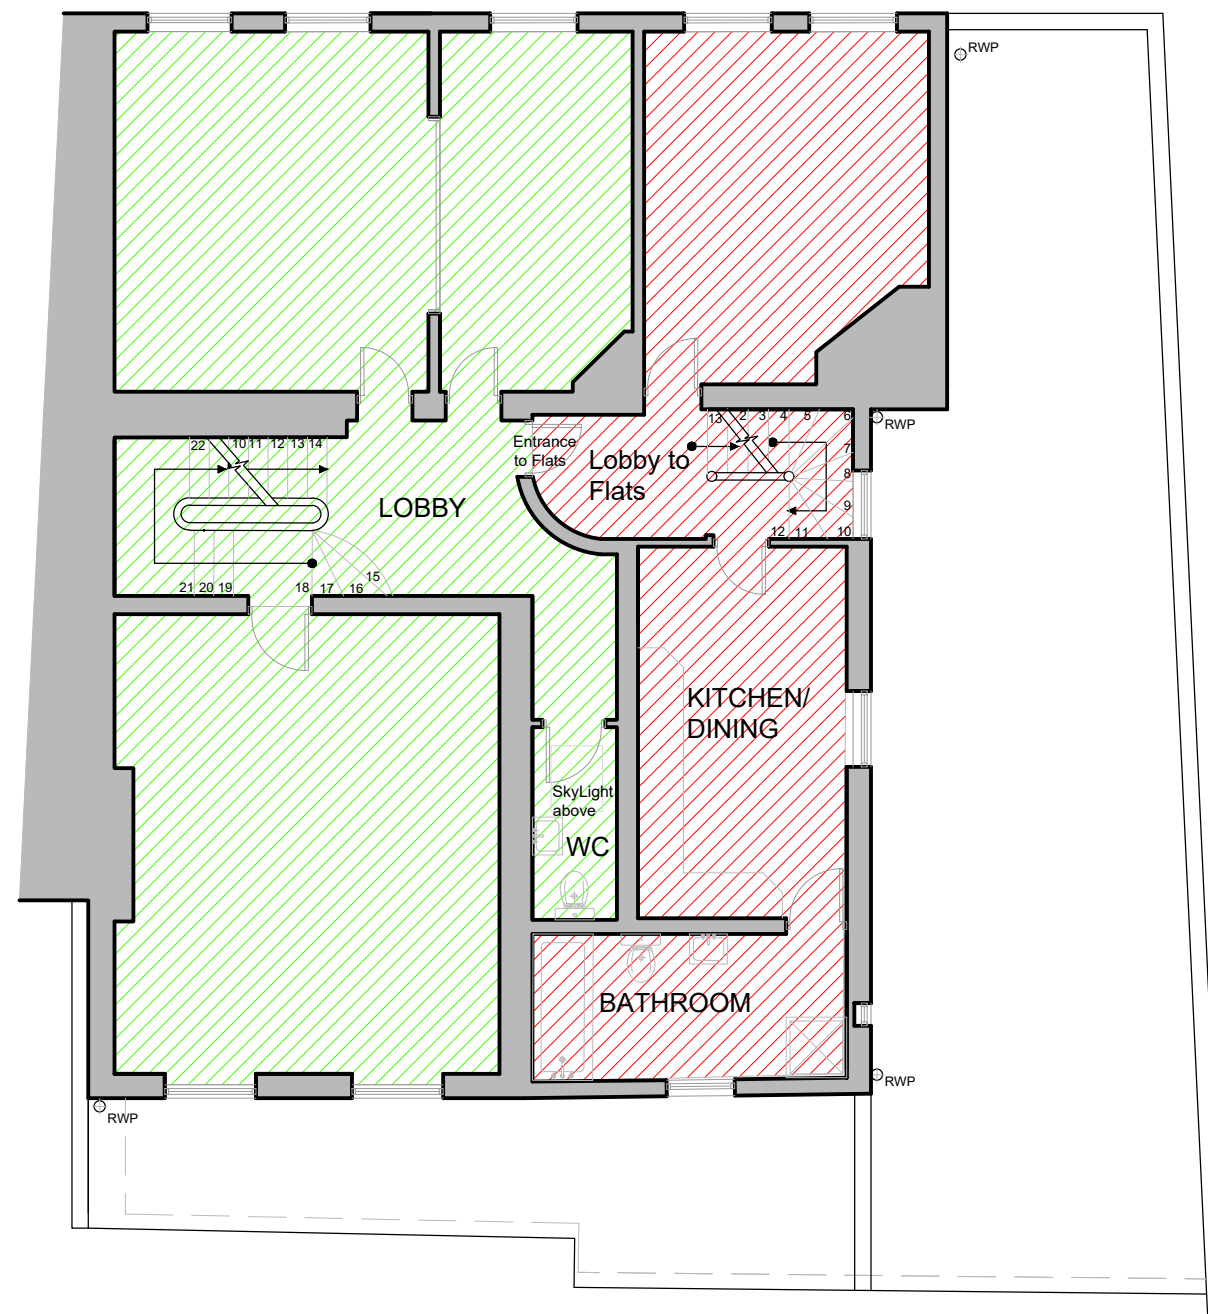 RWP
13 2 3 4 5 6
RWP
22 10 11 12 13 14
Entrance
to Flats
Lobby to
Flats
7
8
9
10
12 11
LOBBY
15
21 20 19 18 17 16
KITCHEN/
DINING
SkyLight
above
WC
BATHROOM
RWP
RWP